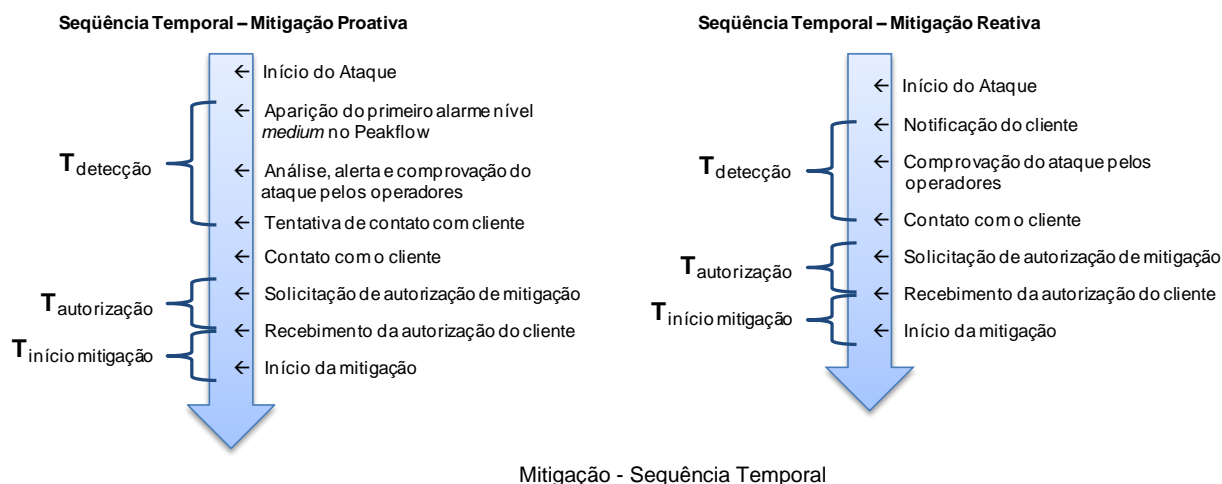 Seqüência Temporal – Mitigação Proativa
← Início do Ataque
← Aparição do primeiro alarme nível
medium no Peakflow
← Análise, alerta e comprovação do
ataque pelos operadores
← Tentativa de contato com cliente
← Contato com o cliente
← Solicitação de autorização de mitigação
← Recebimento da autorização do cliente
← Início da mitigação
T detecção
T autorização
T início mitigação
Seqüência Temporal – Mitigação Reativa
← Início do Ataque
← Notificação do cliente
← Comprovação do ataque pelos
operadores
← Contato com o cliente
← Solicitação de autorização de mitigação
← Recebimento da autorização do cliente
← Início da mitigação
T detecção
T autorização
T início mitigação
Mitigação - Sequência Temporal